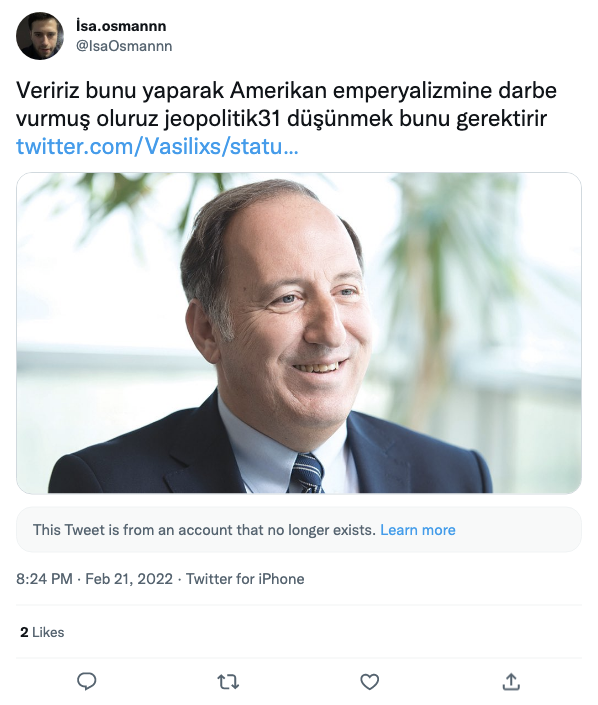 İsa.osmannn
@IsaOsmannn
Veririz bunu yaparak Amerikan emperyalizmine darbe
vurmuş oluruz jeopolitik31 düşünmek bunu gerektirir
twitter.com/Vasilixs/statu...
This Tweet is from an account that no longer exists. Learn more
8:24 PM · Feb 21, 2022 · Twitter for iPhone
2 Likes